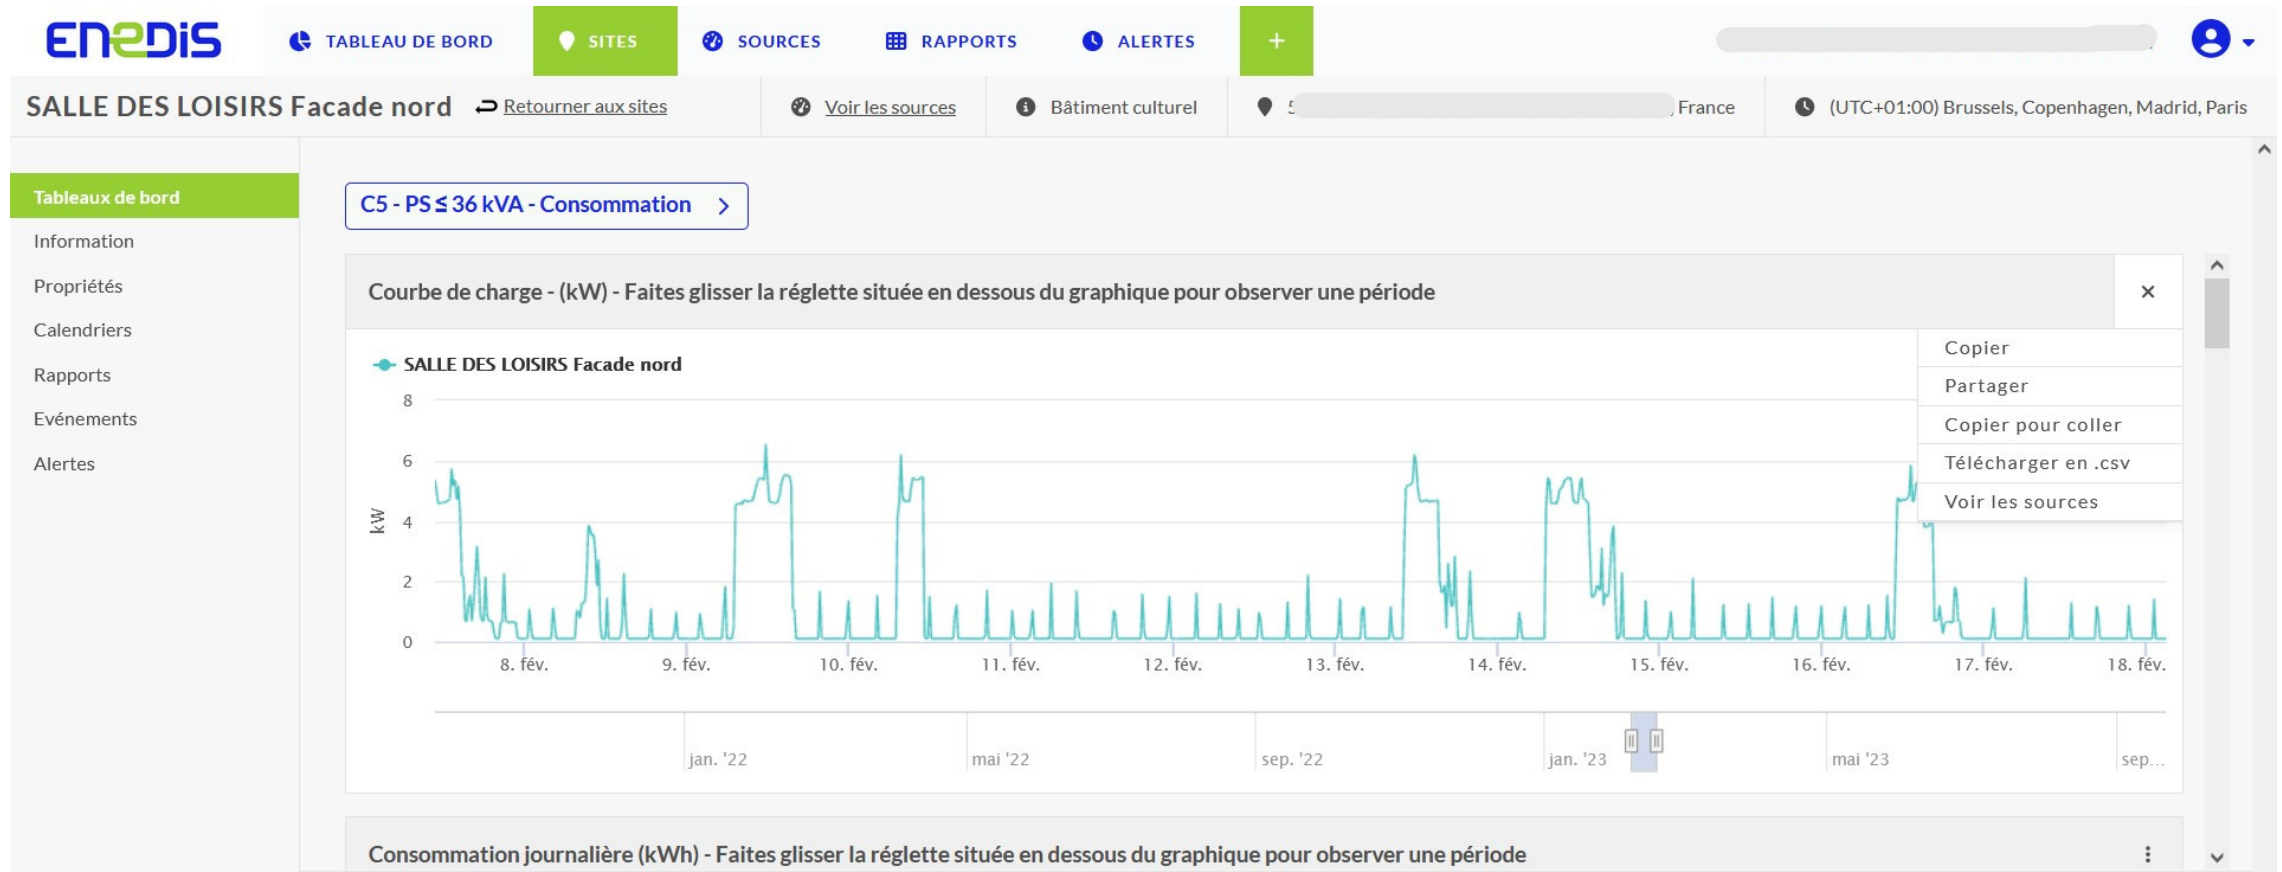 ENEDIS
TABLEAU DE BORD
SITES
SOURCES
RAPPORTS
ALERTES
+
SALLE DES LOISIRS Facade nord
Retourner aux sites
Voir les sources
Bâtiment culturel
France
(UTC+01:00) Brussels, Copenhagen, Madrid, Paris
Tableaux de bord
Information
Propriétés
Calendriers
Rapports
Evénements
Alertes
C5 - PS ≤ 36 kVA - Consommation
Courbe de charge - (kW) - Faites glisser la réglette située en dessous du graphique pour observer une période
Copier
Partager
Copier pour coller
Télécharger en .csv
Voir les sources
SALLE DES LOISIRS Facade nord
kW
8
6
4
2
0
8. fév.
9. fév.
10. fév.
11. fév.
12. fév.
13. fév.
14. fév.
15. fév.
16. fév.
17. fév.
18. fév.
jan. '22
mai '22
sep. '22
jan. '23
mai '23
sep...
Consommation journalière (kWh) - Faites glisser la réglette située en dessous du graphique pour observer une période